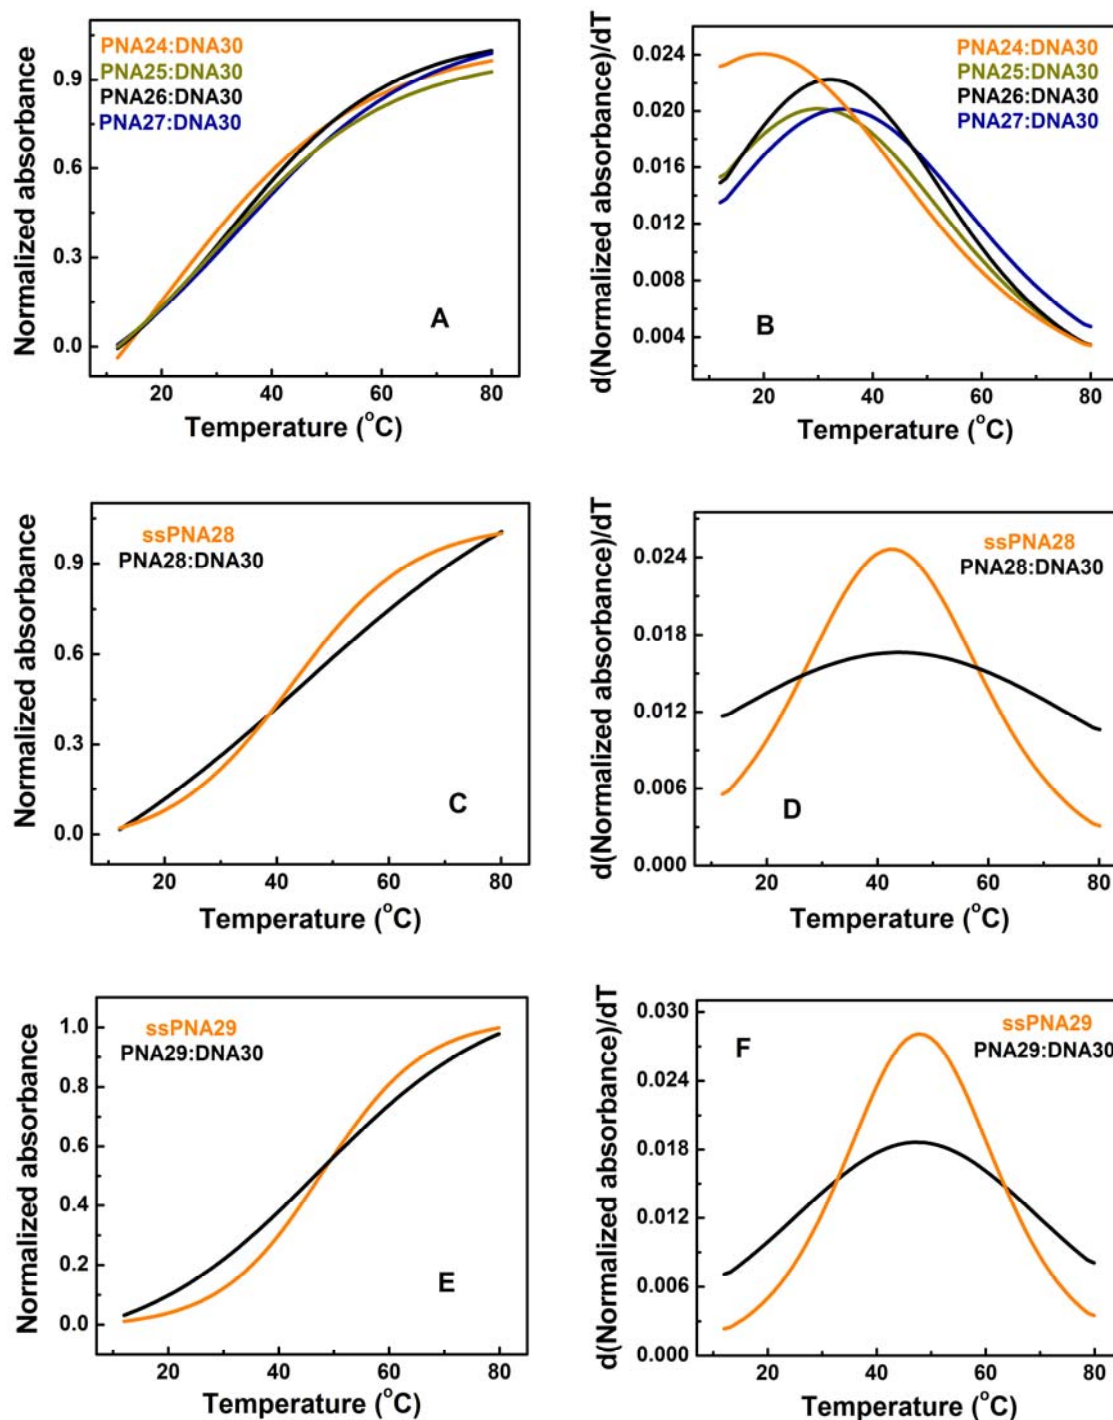 PNA24:DNA30
PNA25:DNA30
PNA26:DNA30
PNA27:DNA30
0.9
0.6
0.3
0.0
Normalized absorbance
A
20 40 60 80
Temperature (°C)
PNA24:DNA30
PNA25:DNA30
PNA26:DNA30
PNA27:DNA30
0.024
0.020
0.016
0.012
0.008
0.004
d(Normalized absorbance)/dT
B
20 40 60 80
Temperature (°C)
ssPNA28
PNA28:DNA30
0.9
0.6
0.3
0.0
Normalized absorbance
C
20 40 60 80
Temperature (°C)
ssPNA28
PNA28:DNA30
0.024
0.018
0.012
0.006
0.000
d(Normalized absorbance)/dT
D
20 40 60 80
Temperature (°C)
ssPNA29
PNA29:DNA30
1.0
0.8
0.6
0.4
0.2
0.0
Normalized absorbance
E
20 40 60 80
Temperature (°C)
F
ssPNA29
PNA29:DNA30
0.030
0.024
0.018
0.012
0.006
0.000
d(Normalized absorbance)/dT
20 40 60 80
Temperature (°C)